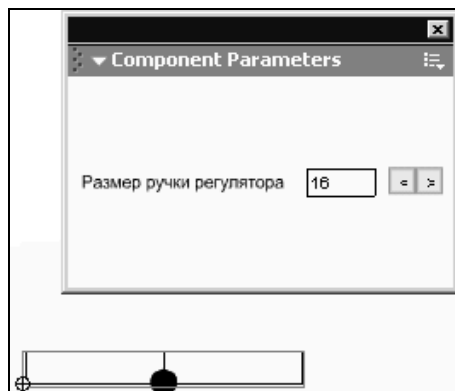 Component Parameters
Размер ручки регулятора 16 < >